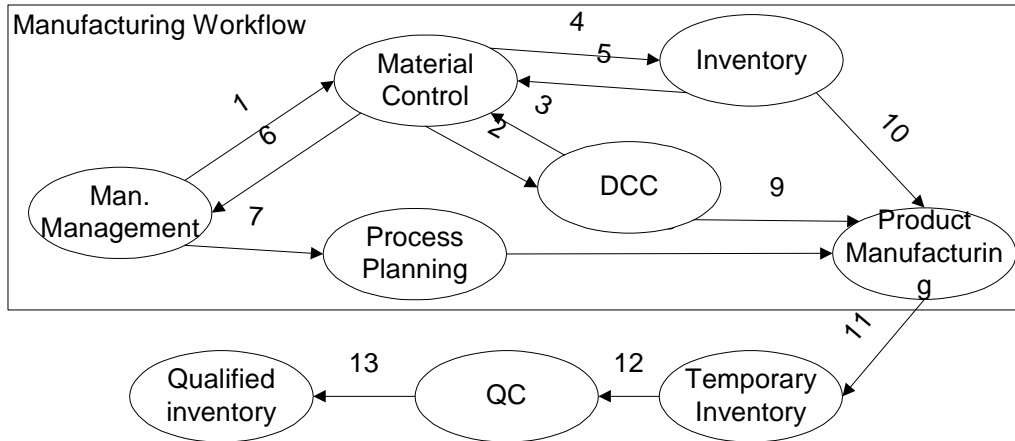 Manufacturing Workflow
4
5
Material
Control
Inventory
1
3
6
2
10
DCC
9
Man.
Management
7
Process
Planning
Product
Manufacturin
g
11
13
12
Qualified
inventory
QC
Temporary
Inventory